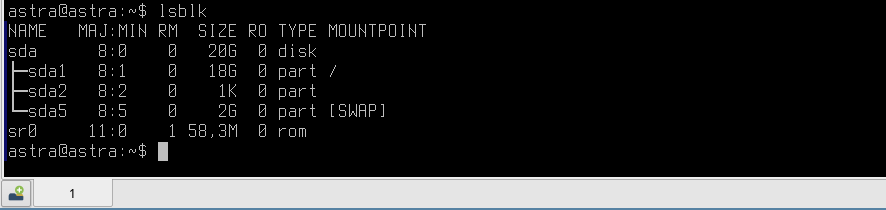 astra@astra:~$ lsblk
NAME   MAJ:MIN RM  SIZE RO TYPE MOUNTPOINT
sda      8:0    0   20G  0 disk
├─sda1   8:1    0   18G  0 part /
├─sda2   8:2    0    1K  0 part
└─sda5   8:5    0    2G  0 part [SWAP]
sr0     11:0    1 58,3M  0 rom
astra@astra:~$
1